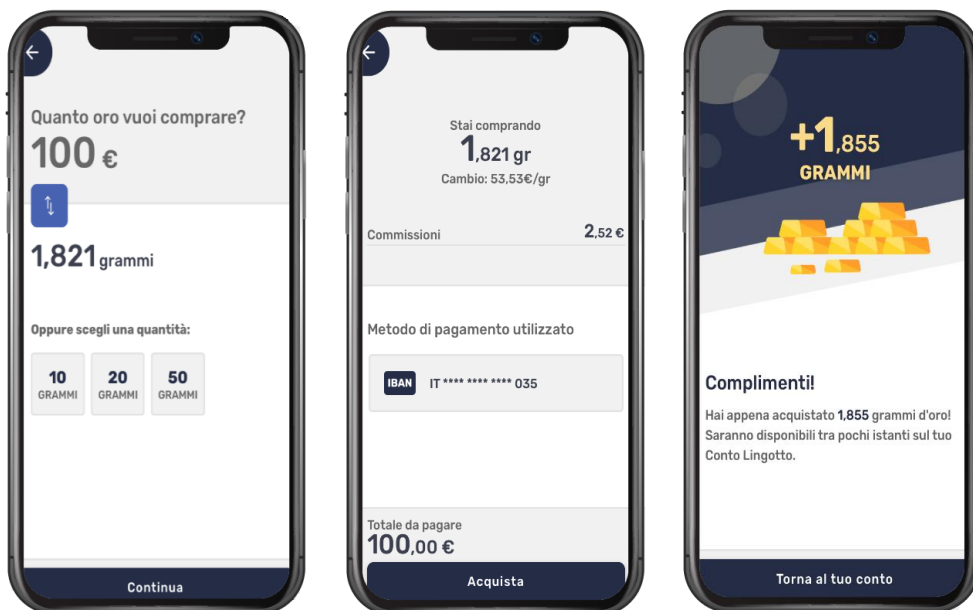 Quanto oro vuoi comprare?
100 €
1,821 grammi
Oppure scegli una quantità:
10
GRAMMI
20
GRAMMI
50
GRAMMI
Continua
Stai comprando
1,821 gr
Cambio: 53,53€/gr
Commissioni 2,52 €
Metodo di pagamento utilizzato
IBAN IT **** **** **** 035
Totale da pagare
100,00 €
Acquista
+1,855
GRAMMI
Complimenti!
Hai appena acquistato 1,855 grammi d'oro!
Saranno disponibili tra pochi istanti sul tuo
Conto Lingotto.
Torna al tuo conto